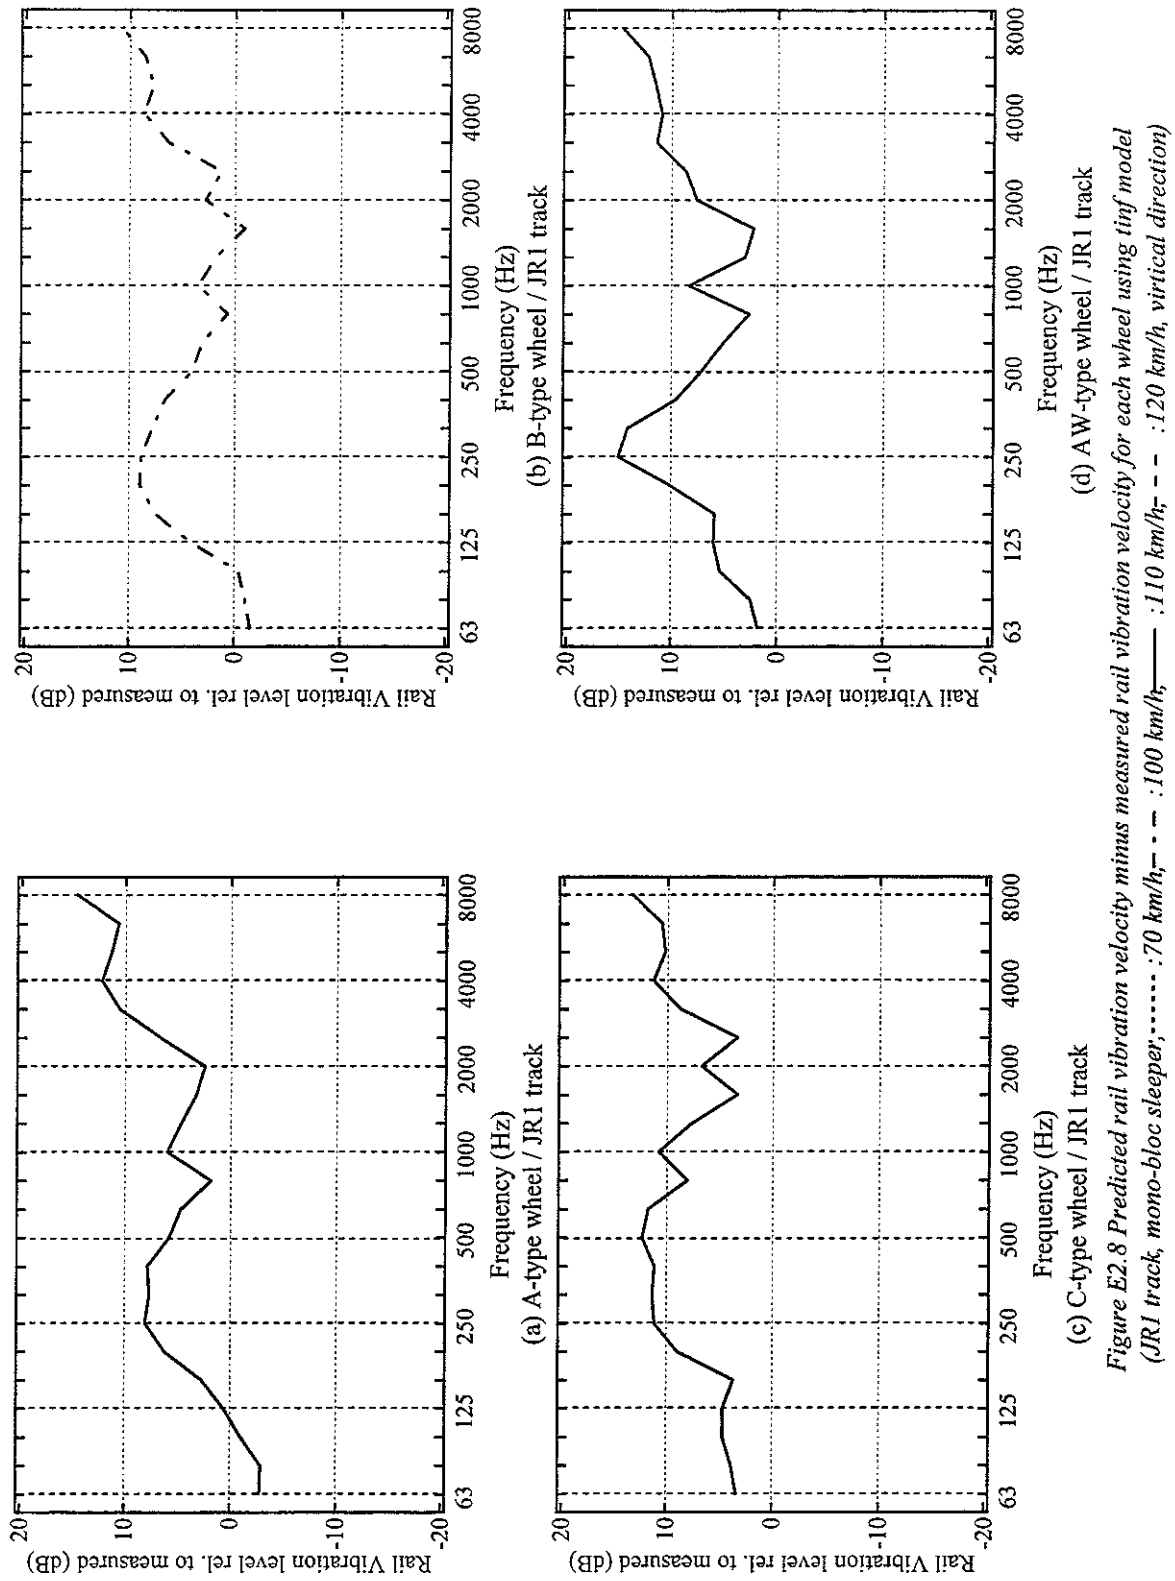 20
10
0
-10
-20
Rail Vibration level rel. to measured (dB)
63 125 250 500 1000 2000 4000 8000
Frequency (Hz)
(a) A-type wheel / JR1 track
20
10
0
-10
-20
Rail Vibration level rel. to measured (dB)
63 125 250 500 1000 2000 4000 8000
Frequency (Hz)
(b) B-type wheel / JR1 track
20
10
0
-10
-20
Rail Vibration level rel. to measured (dB)
63 125 250 500 1000 2000 4000 8000
Frequency (Hz)
(c) C-type wheel / JR1 track
20
10
0
-10
-20
Rail Vibration level rel. to measured (dB)
63 125 250 500 1000 2000 4000 8000
Frequency (Hz)
(d) AW-type wheel / JR1 track
Figure E2.8 Predicted rail vibration velocity minus measured rail vibration velocity for each wheel using tinf model
(JR1 track, mono-bloc sleeper, ------ :70 km/h, – · – :100 km/h, —— :110 km/h, – – – :120 km/h, virtical direction)